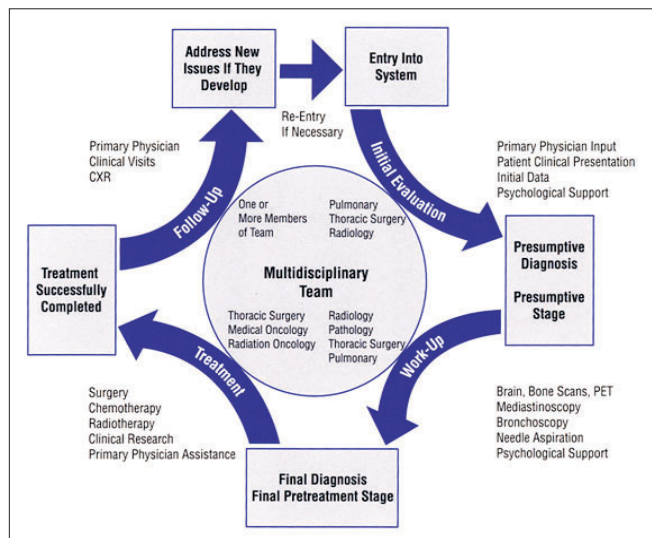 Address New
Issues If They
Develop
Entry Into
System
Re-Entry
If Necessary
Primary Physician
Clinical Visits
CXR
Follow-Up
Initial Evaluation
Primary Physician Input
Patient Clinical Presentation
Initial Data
Psychological Support
One or
More Members
of Team
Pulmonary
Thoracic Surgery
Radiology
Treatment
Successfully
Completed
Multidisciplinary
Team
Presumptive
Diagnosis
Presumptive
Stage
Thoracic Surgery
Medical Oncology
Radiation Oncology
Radiology
Pathology
Thoracic Surgery
Pulmonary
Treatment
Work-Up
Surgery
Chemotherapy
Radiotherapy
Clinical Research
Primary Physician Assistance
Brain, Bone Scans, PET
Mediastinoscopy
Bronchoscopy
Needle Aspiration
Psychological Support
Final Diagnosis
Final Pretreatment Stage